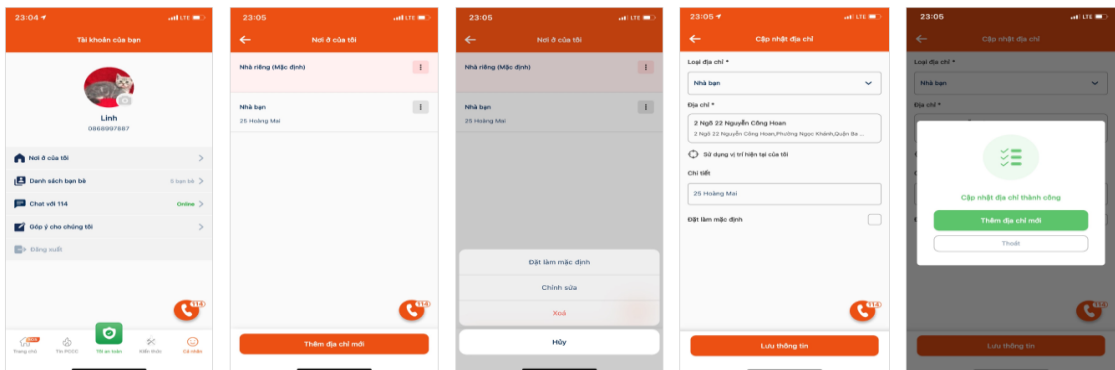 23:04
LTE
Tài khoản của bạn
Linh
0868997887
Nơi ở của tôi
Danh sách bạn bè
5 bạn bè
Chat với 114
Online
Góp ý cho chúng tôi
Đăng xuất
114
Trang chủ
Tin PCCC
Tôi an toàn
Kiến thức
Cá nhân
23:05
LTE
Nơi ở của tôi
Nhà riêng (Mặc định)
Nhà bạn
25 Hoàng Mai
114
Thêm địa chỉ mới
23:05
LTE
Nơi ở của tôi
Nhà riêng (Mặc định)
Nhà bạn
25 Hoàng Mai
Đặt làm mặc định
Chỉnh sửa
Xoá
Hủy
23:05
LTE
Cập nhật địa chỉ
Loại địa chỉ *
Nhà bạn
Địa chỉ *
2 Ngõ 22 Nguyễn Công Hoan
2 Ngõ 22 Nguyễn Công Hoan,Phường Ngọc Khánh,Quận Ba ...
Sử dụng vị trí hiện tại của tôi
Chi tiết
25 Hoàng Mai
Đặt làm mặc định
114
Lưu thông tin
23:05
LTE
Cập nhật địa chỉ
Loại địa chỉ *
Nhà bạn
Địa chỉ *
Cập nhật địa chỉ thành công
Thêm địa chỉ mới
Thoát
114
Lưu thông tin